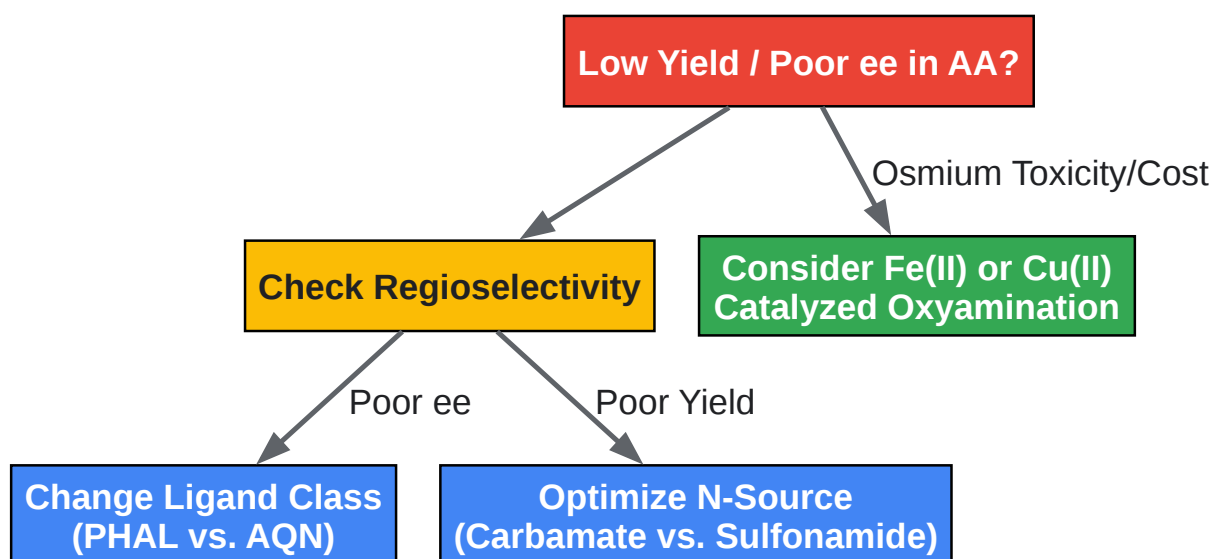 Low Yield / Poor ee in AA?
Osmium Toxicity/Cost
Check Regioselectivity
Consider Fe(II) or Cu(II)
Catalyzed Oxyamination
Poor ee
Poor Yield
Change Ligand Class
(PHAL vs. AQN)
Optimize N-Source
(Carbamate vs. Sulfonamide)